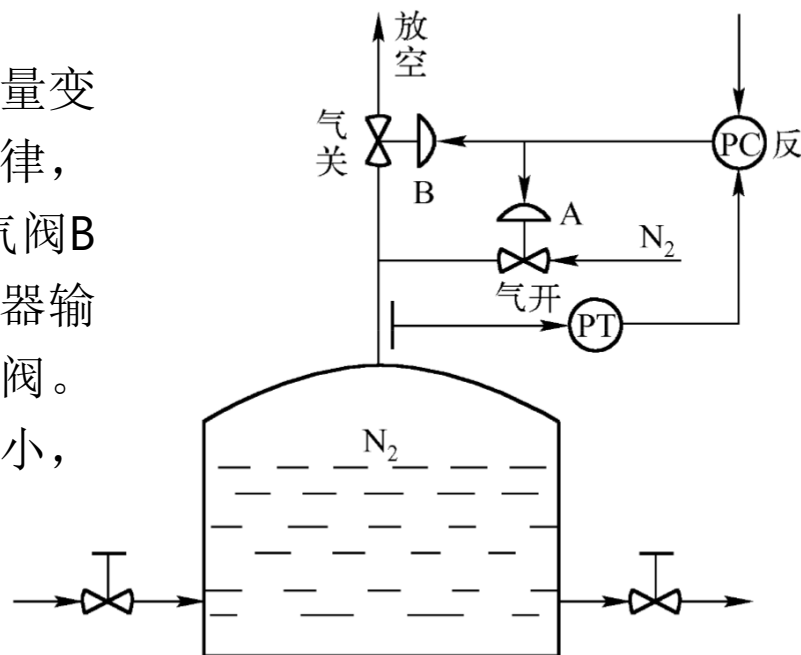 量变
律，
气阀B
器输
阀。
小，
放
空
气
关
B
A
PC
反
N₂
气开
PT
N₂